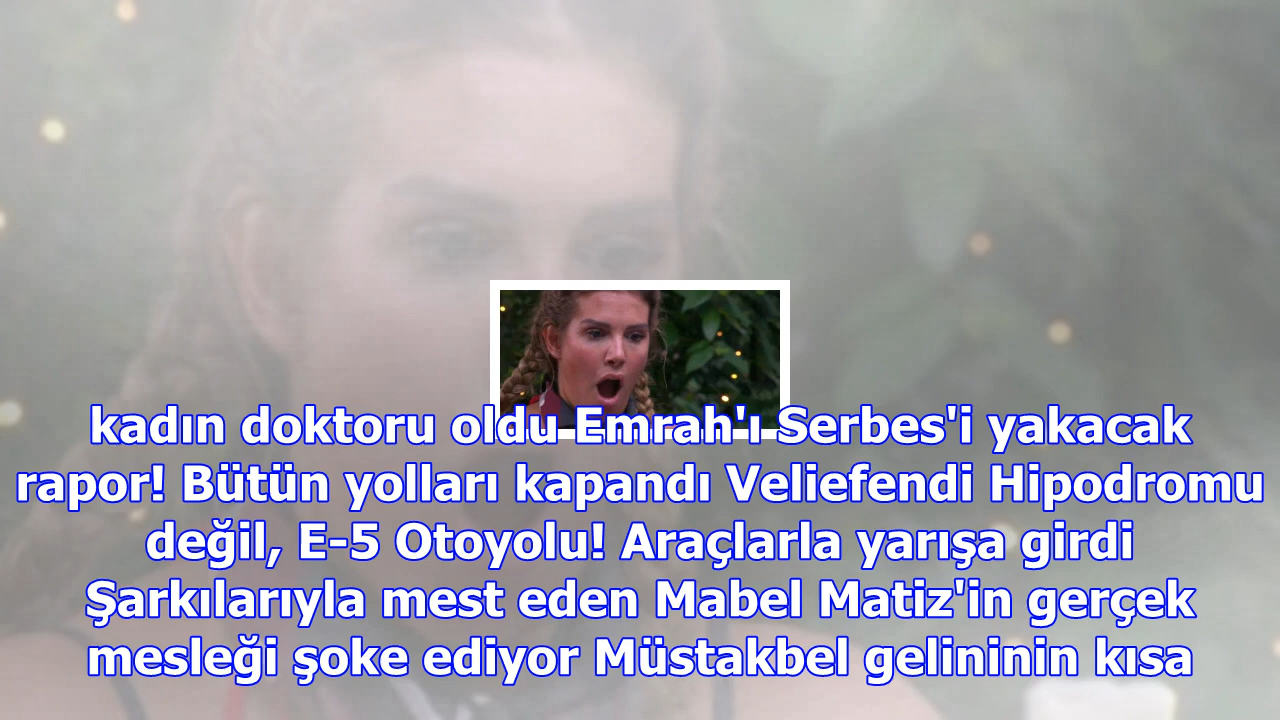 kadın doktoru oldu Emrah'ı Serbes'i yakacak
rapor! Bütün yolları kapandı Veliefendi Hipodromu
değil, E-5 Otoyolu! Araçlarla yarışa girdi
Şarkılarıyla mest eden Mabel Matiz'in gerçek
mesleği şoke ediyor Müstakbel gelininin kısa